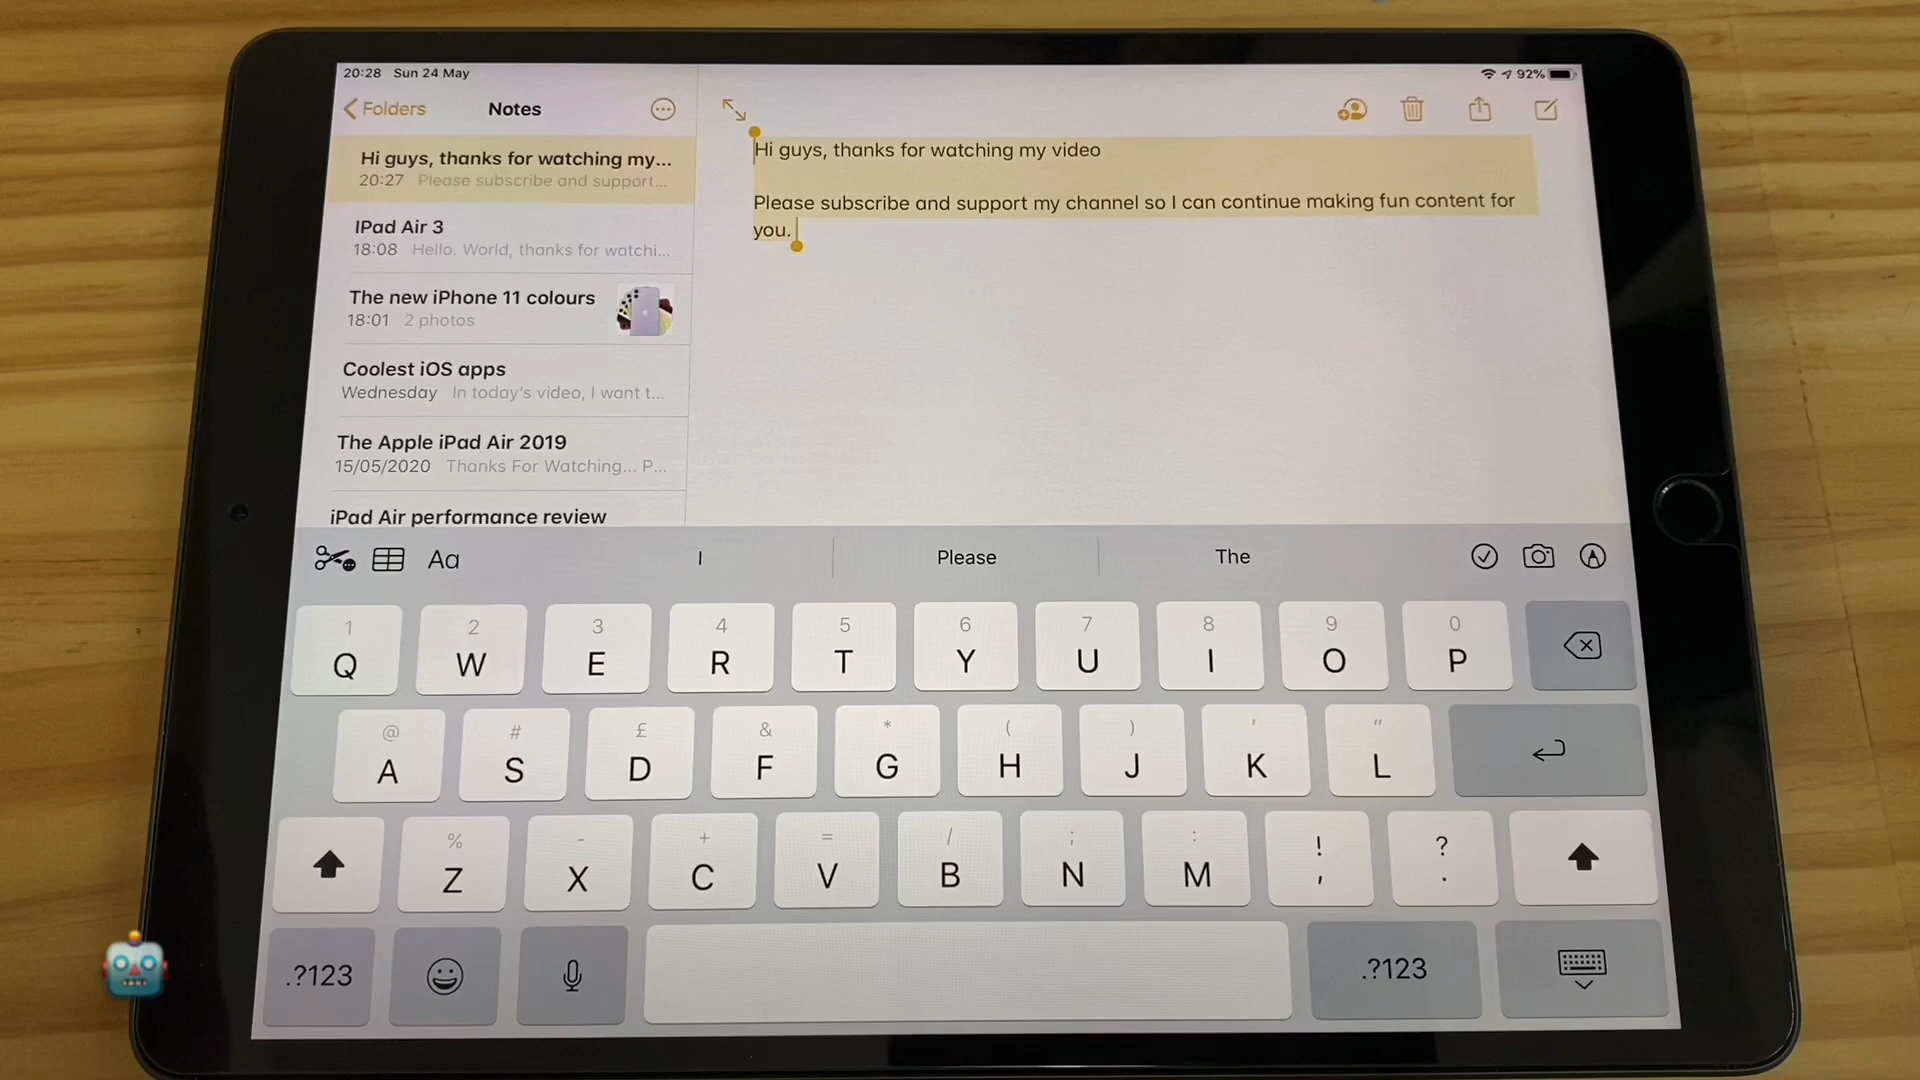 20:28 Sun 24 May
92%
Folders
Notes
Hi guys, thanks for watching my...
20:27 Please subscribe and support...
IPad Air 3
18:08 Hello. World, thanks for watchi...
The new iPhone 11 colours
18:01 2 photos
Coolest iOS apps
Wednesday In today's video, I want t...
The Apple iPad Air 2019
15/05/2020 Thanks For Watching... P...
iPad Air performance review
Hi guys, thanks for watching my video
Please subscribe and support my channel so I can continue making fun content for
you.
Aa I Please The
1 2 3 4 5 6 7 8 9 0
Q W E R T Y U I O P
@ # £ & * ( ) ' "
A S D F G H J K L
% - + = / ; : ! ?
Z X C V B N M , .
.?123 .?123